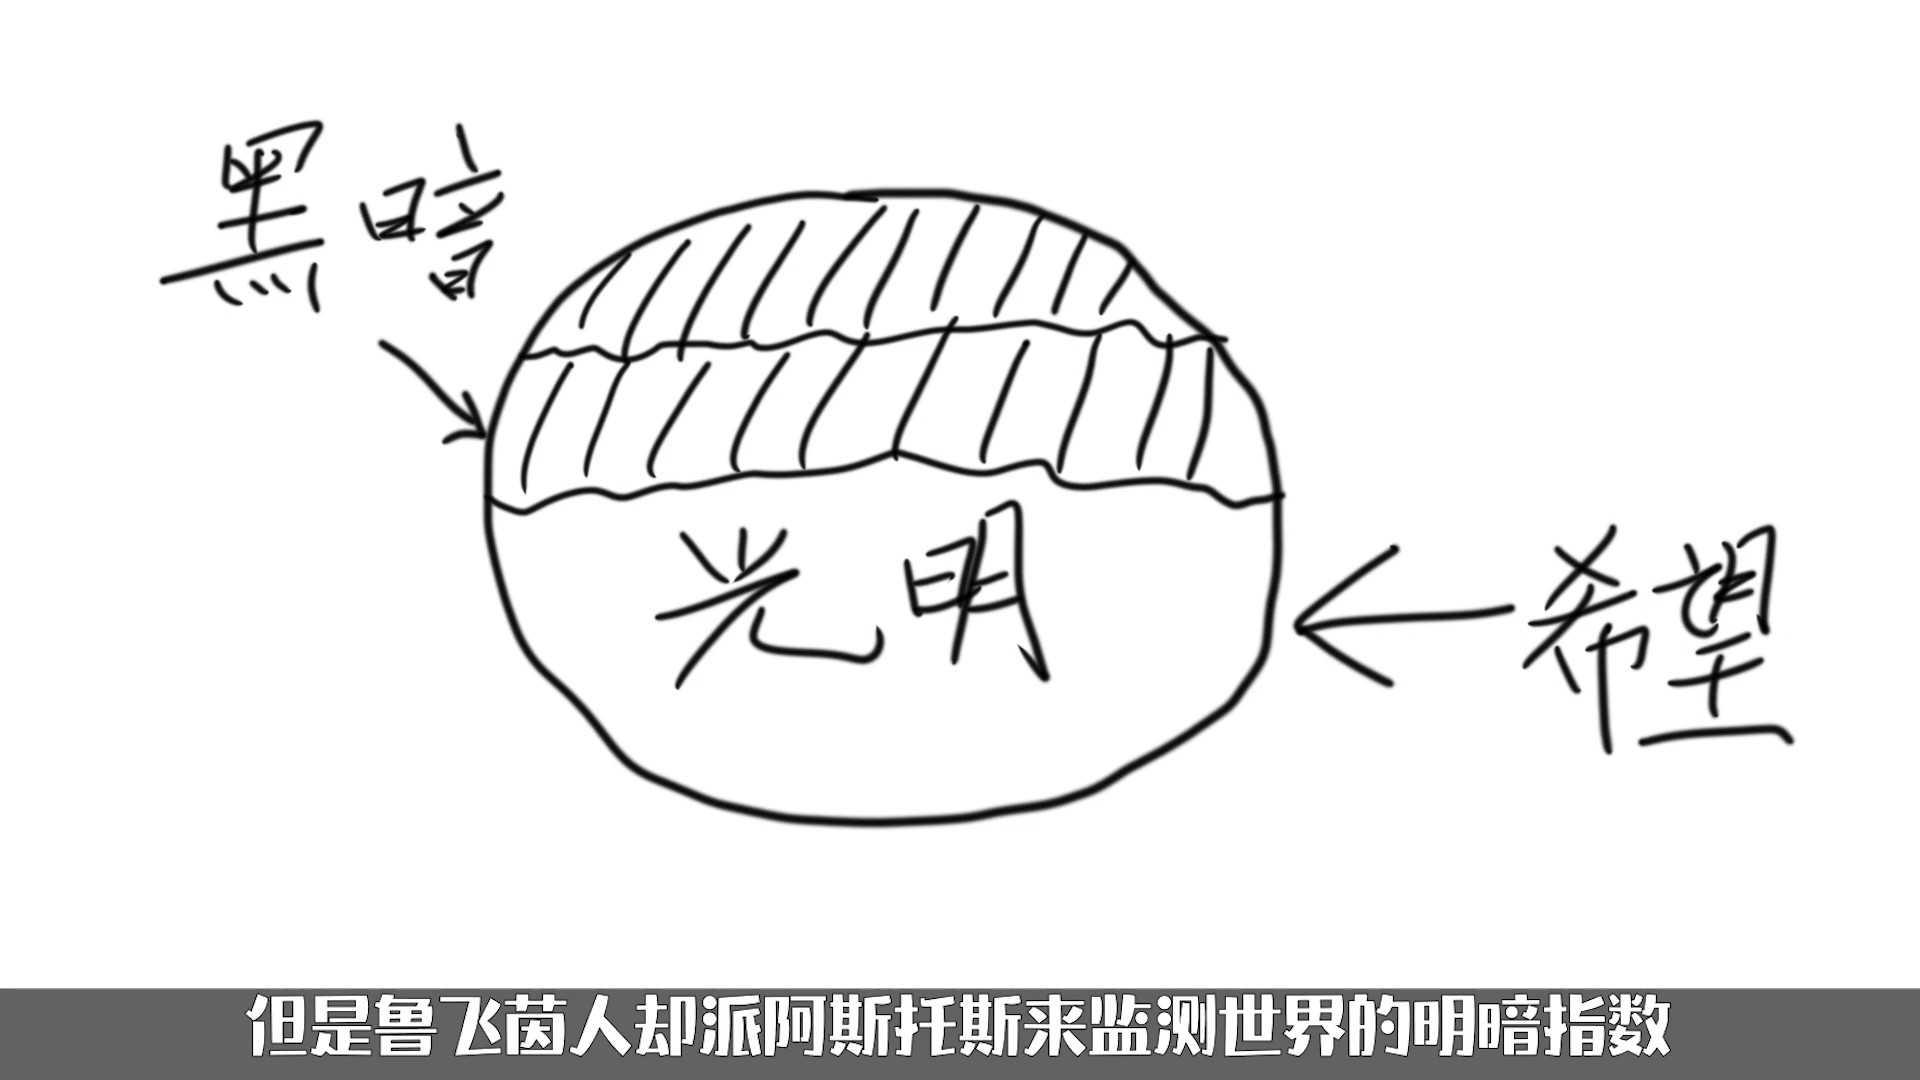 黑暗
光明
希望
但是鲁飞茵人却派阿斯托斯来监测世界的明暗指数